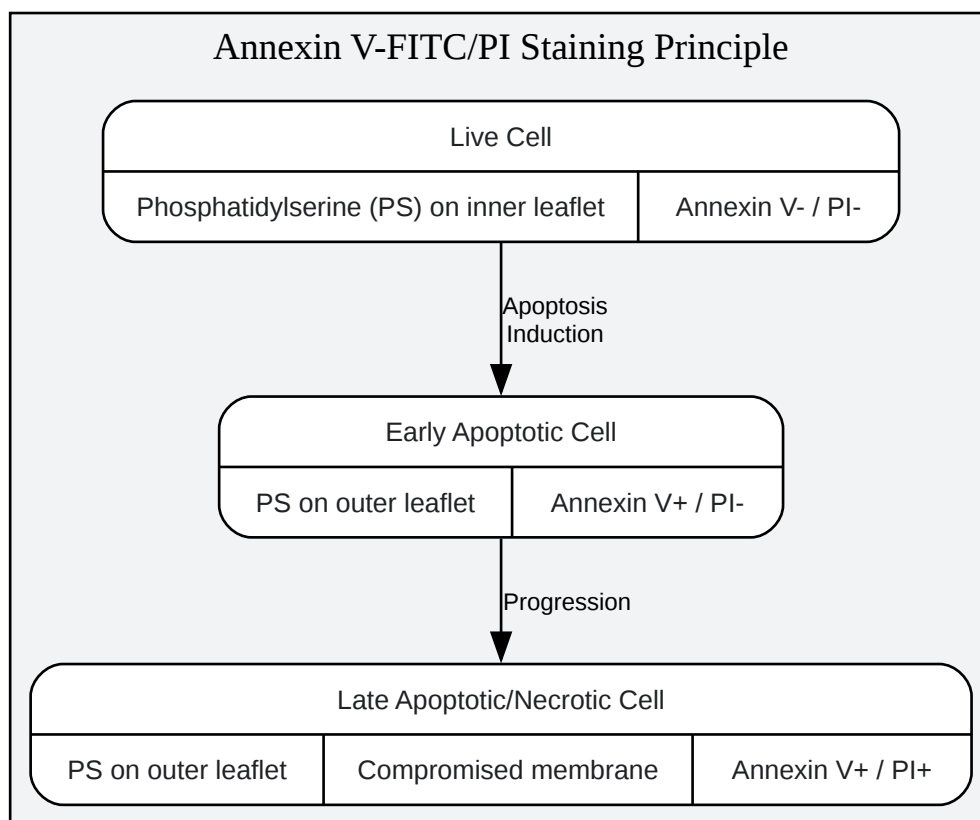 Annexin V-FITC/PI Staining Principle
Live Cell
Phosphatidylserine (PS) on inner leaflet
Annexin V- / PI-
Apoptosis
Induction
Early Apoptotic Cell
PS on outer leaflet
Annexin V+ / PI-
Progression
Late Apoptotic/Necrotic Cell
PS on outer leaflet
Compromised membrane
Annexin V+ / PI+